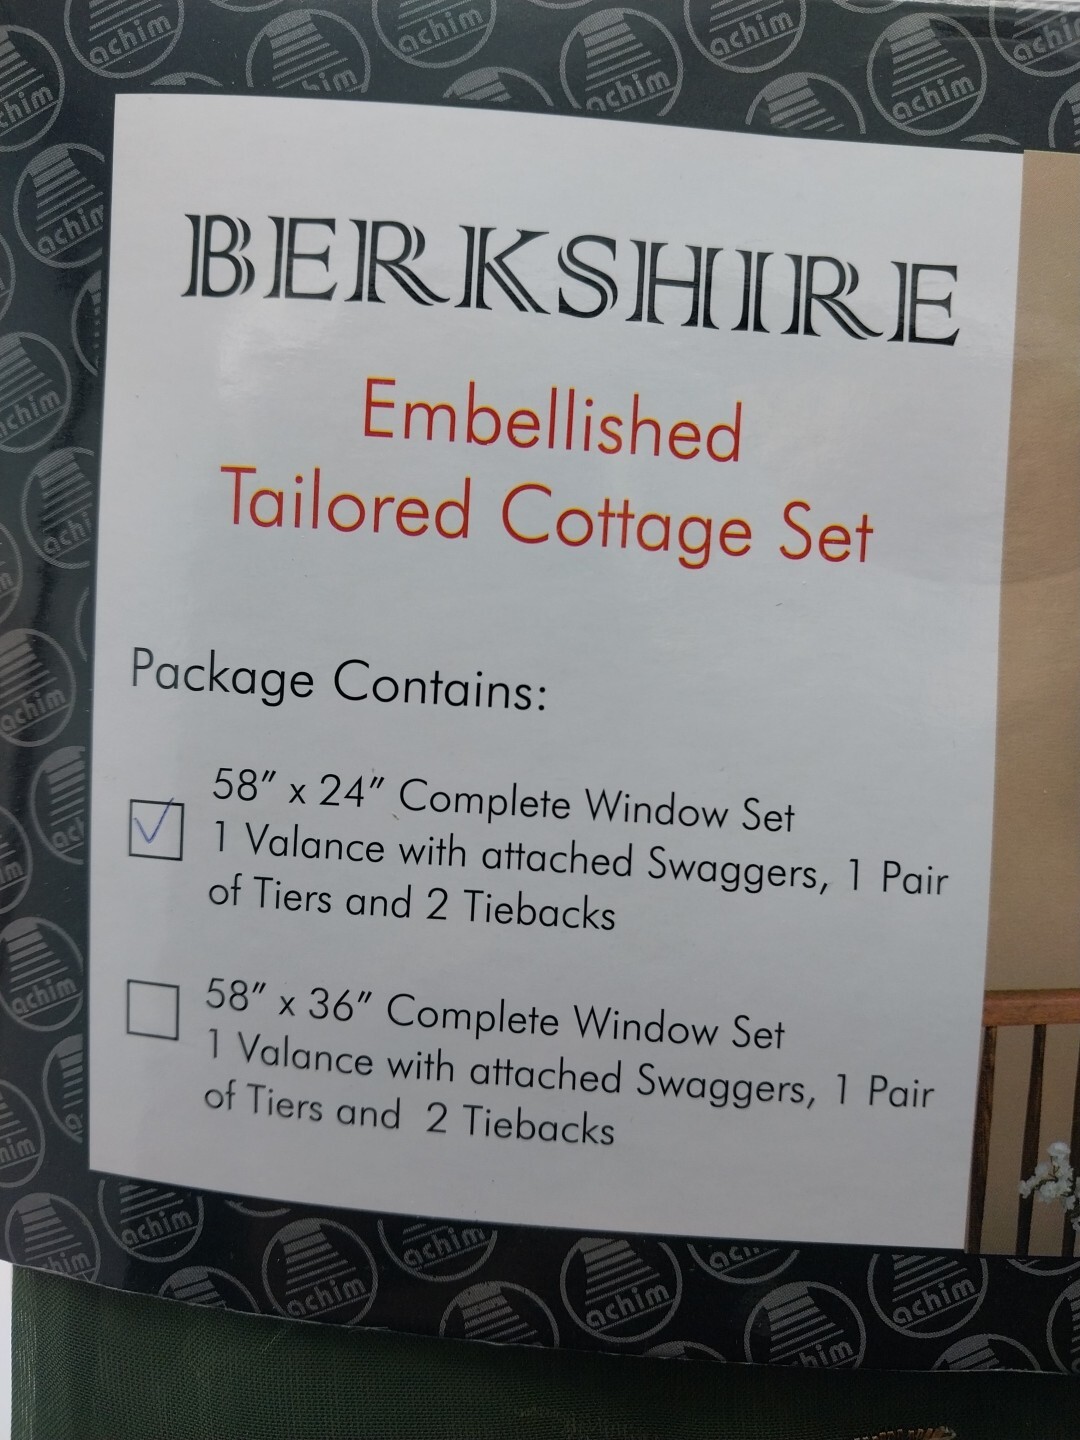 achim
BERKSHIRE
Embellished
Tailored Cottage Set
Package Contains:
58" x 24" Complete Window Set
1 Valance with attached Swaggers, 1 Pair
of Tiers and 2 Tiebacks
58" x 36" Complete Window Set
1 Valance with attached Swaggers, 1 Pair
of Tiers and 2 Tiebacks
achim